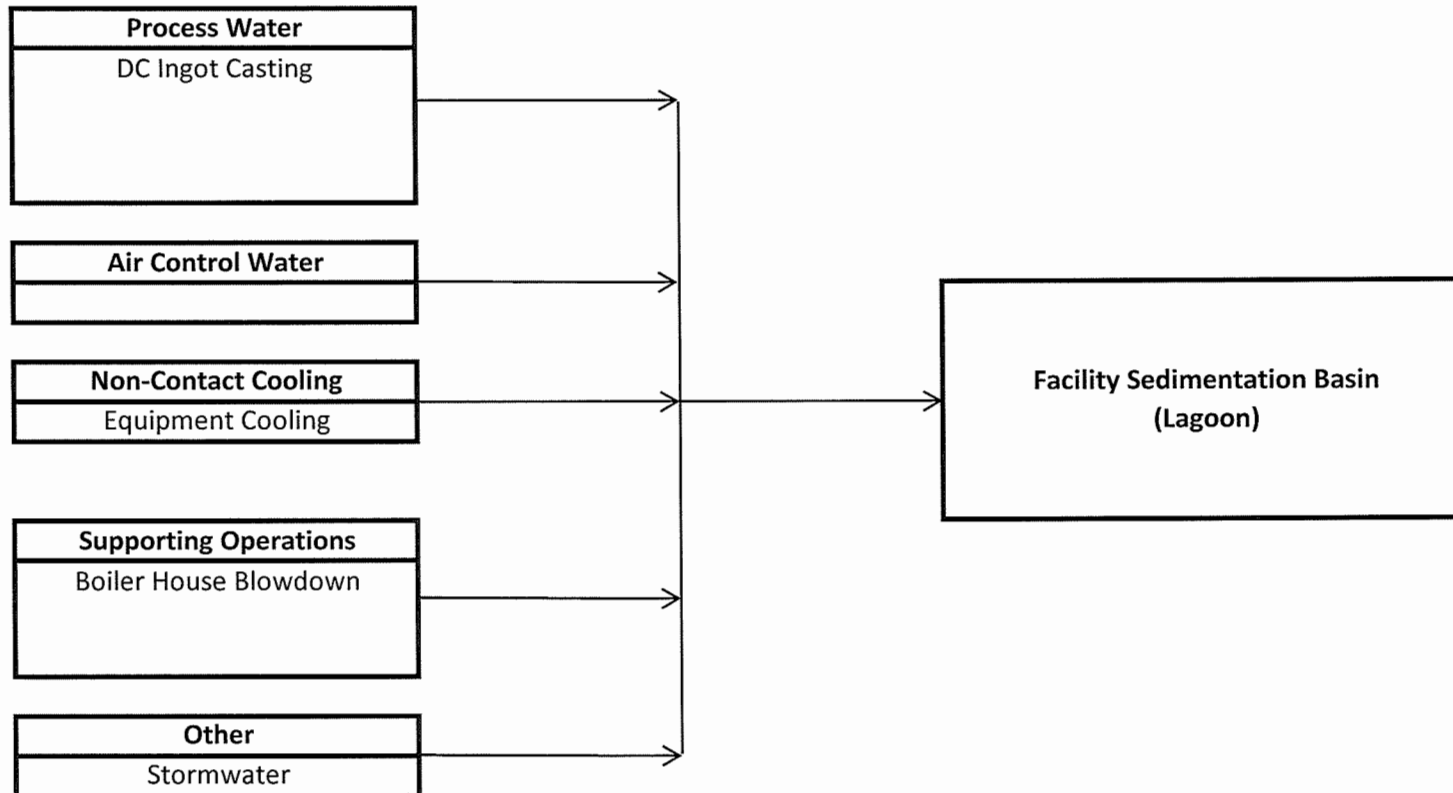 Process Water
DC Ingot Casting
Air Control Water
Non-Contact Cooling
Equipment Cooling
Supporting Operations
Boiler House Blowdown
Other
Stormwater
Facility Sedimentation Basin
(Lagoon)